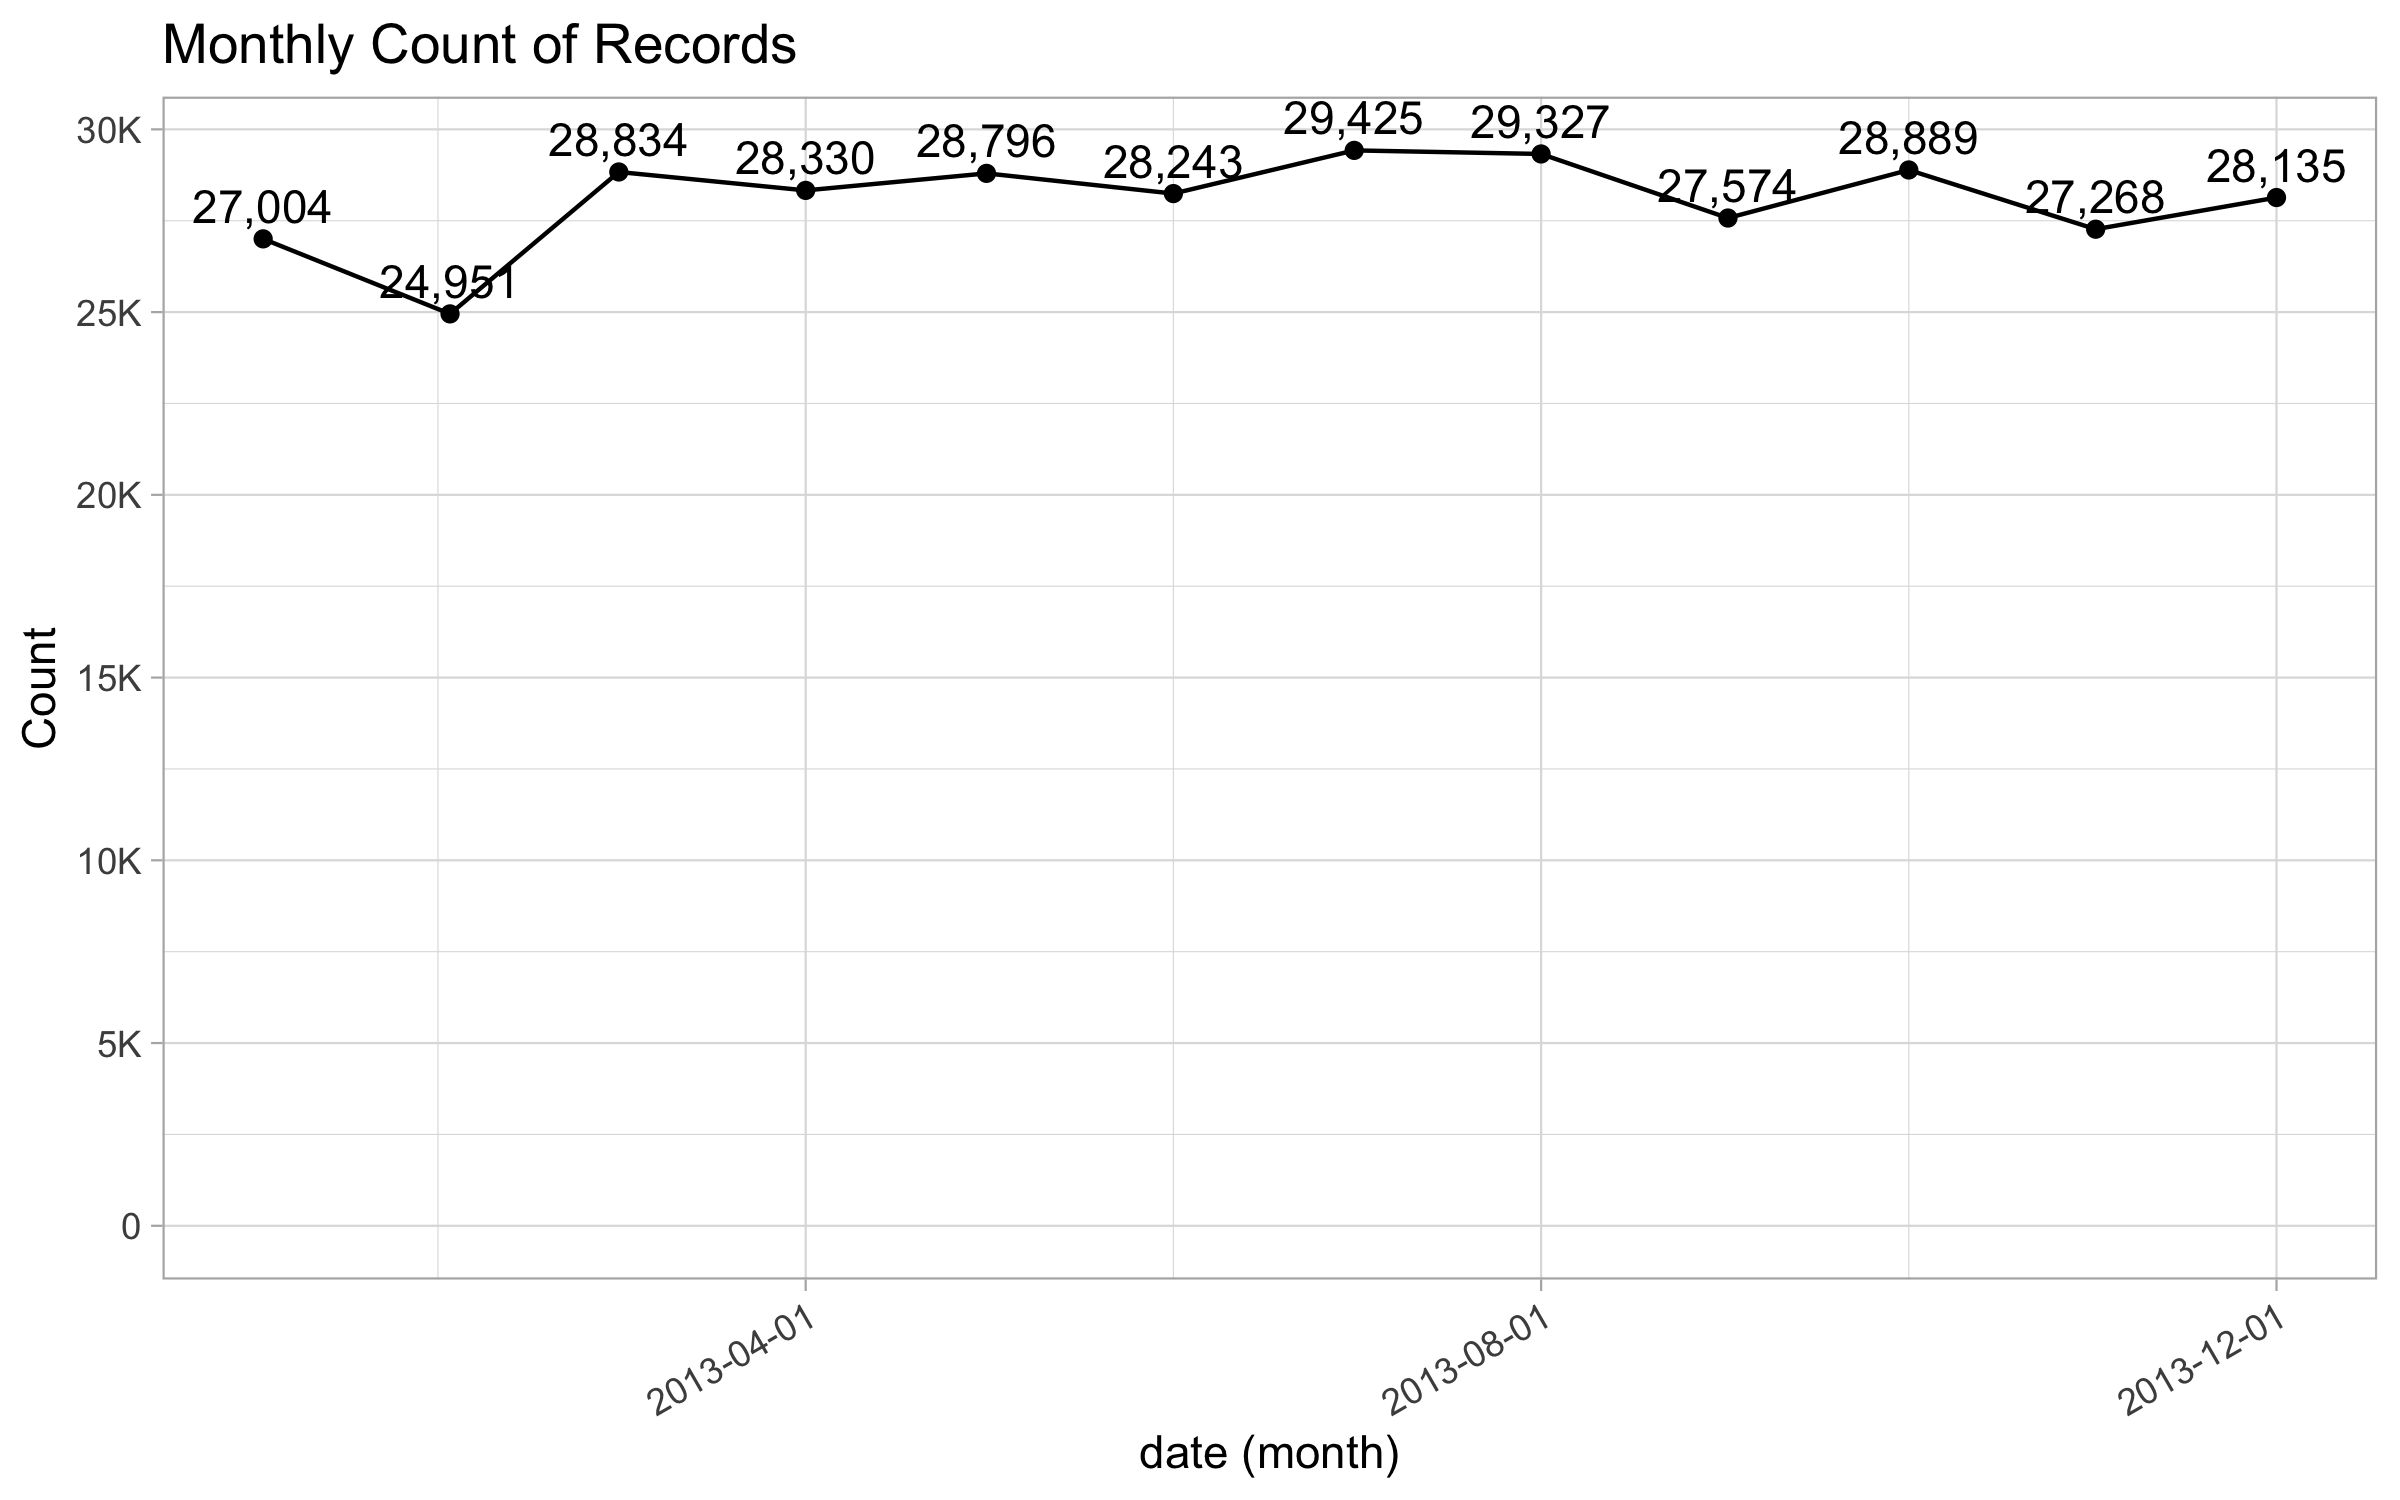 Monthly Count of Records
30K
25K
20K
15K
10K
5K
0
Count
27,004
24,951
28,834
28,330
28,796
28,243
29,425
29,327
27,574
28,889
27,268
28,135
2013-04-01
2013-08-01
2013-12-01
date (month)